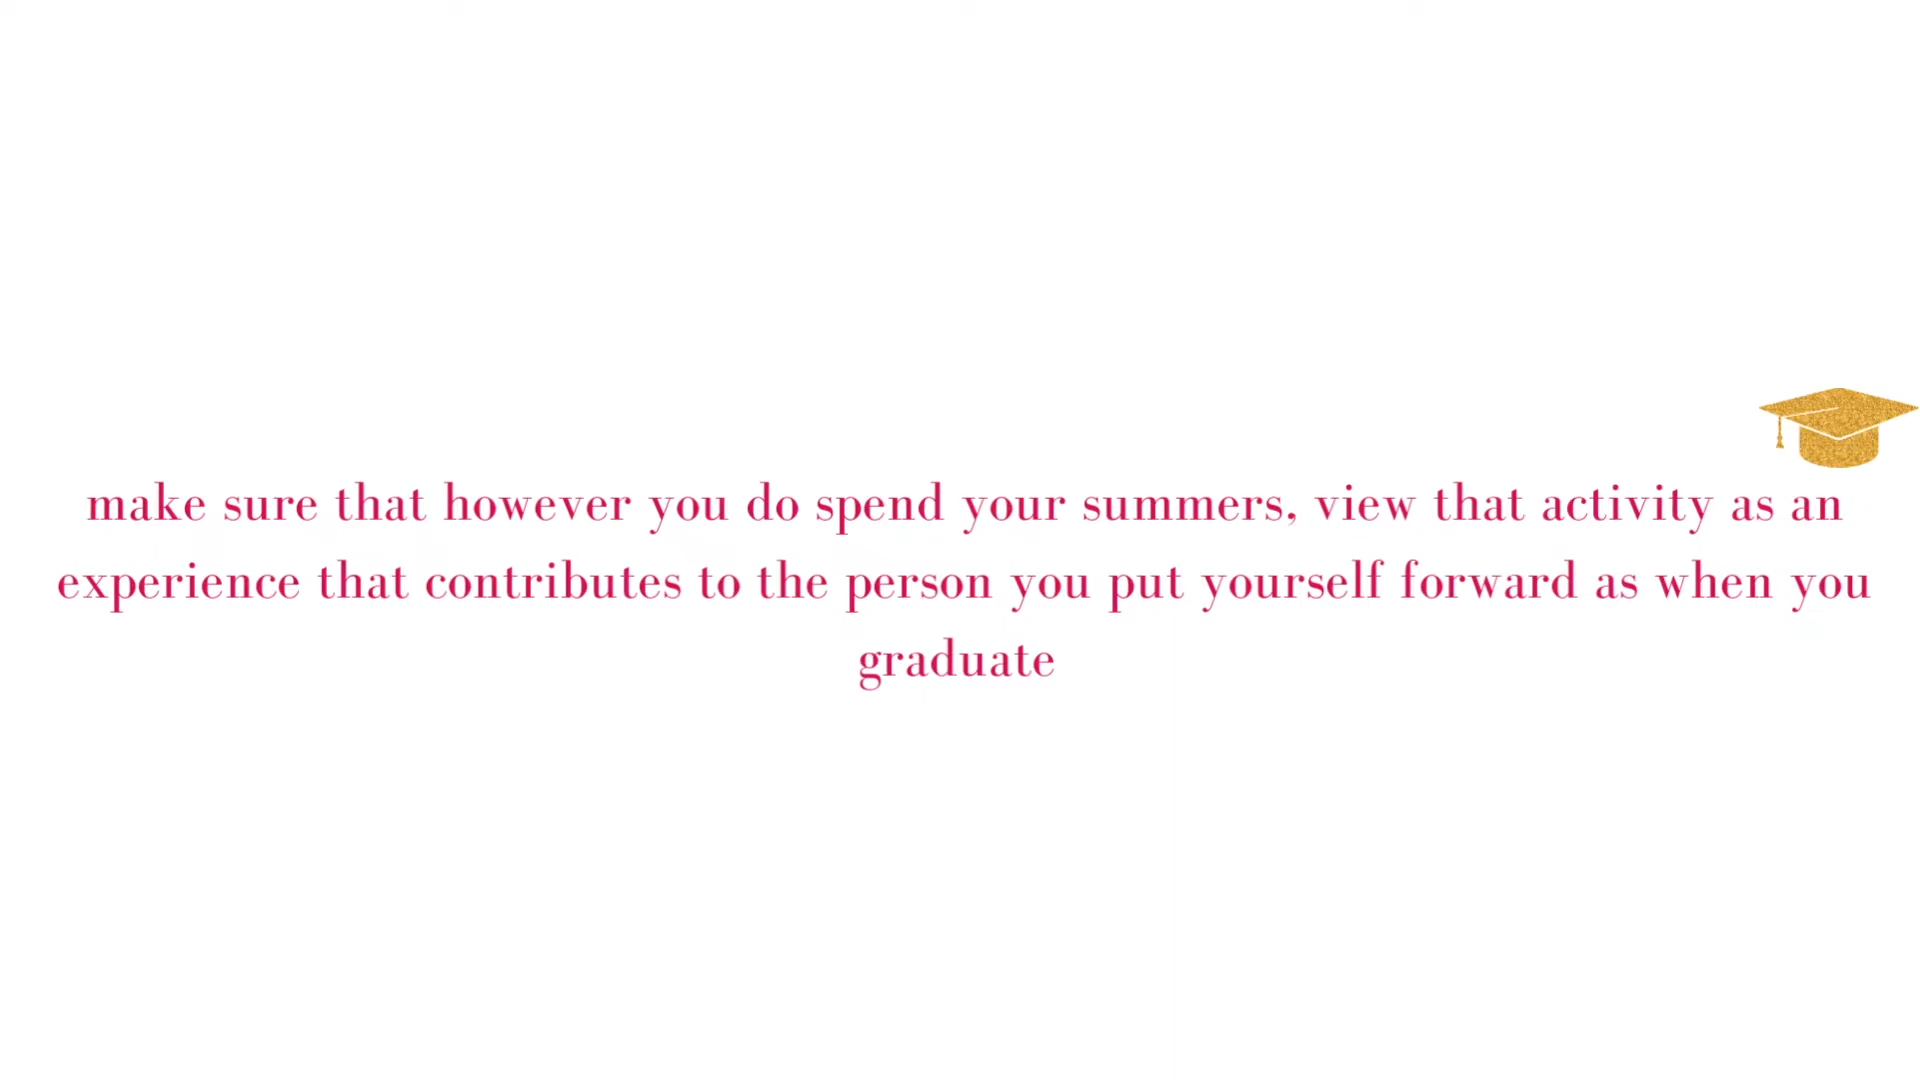 make sure that however you do spend your summers, view that activity as an
experience that contributes to the person you put yourself forward as when you
graduate